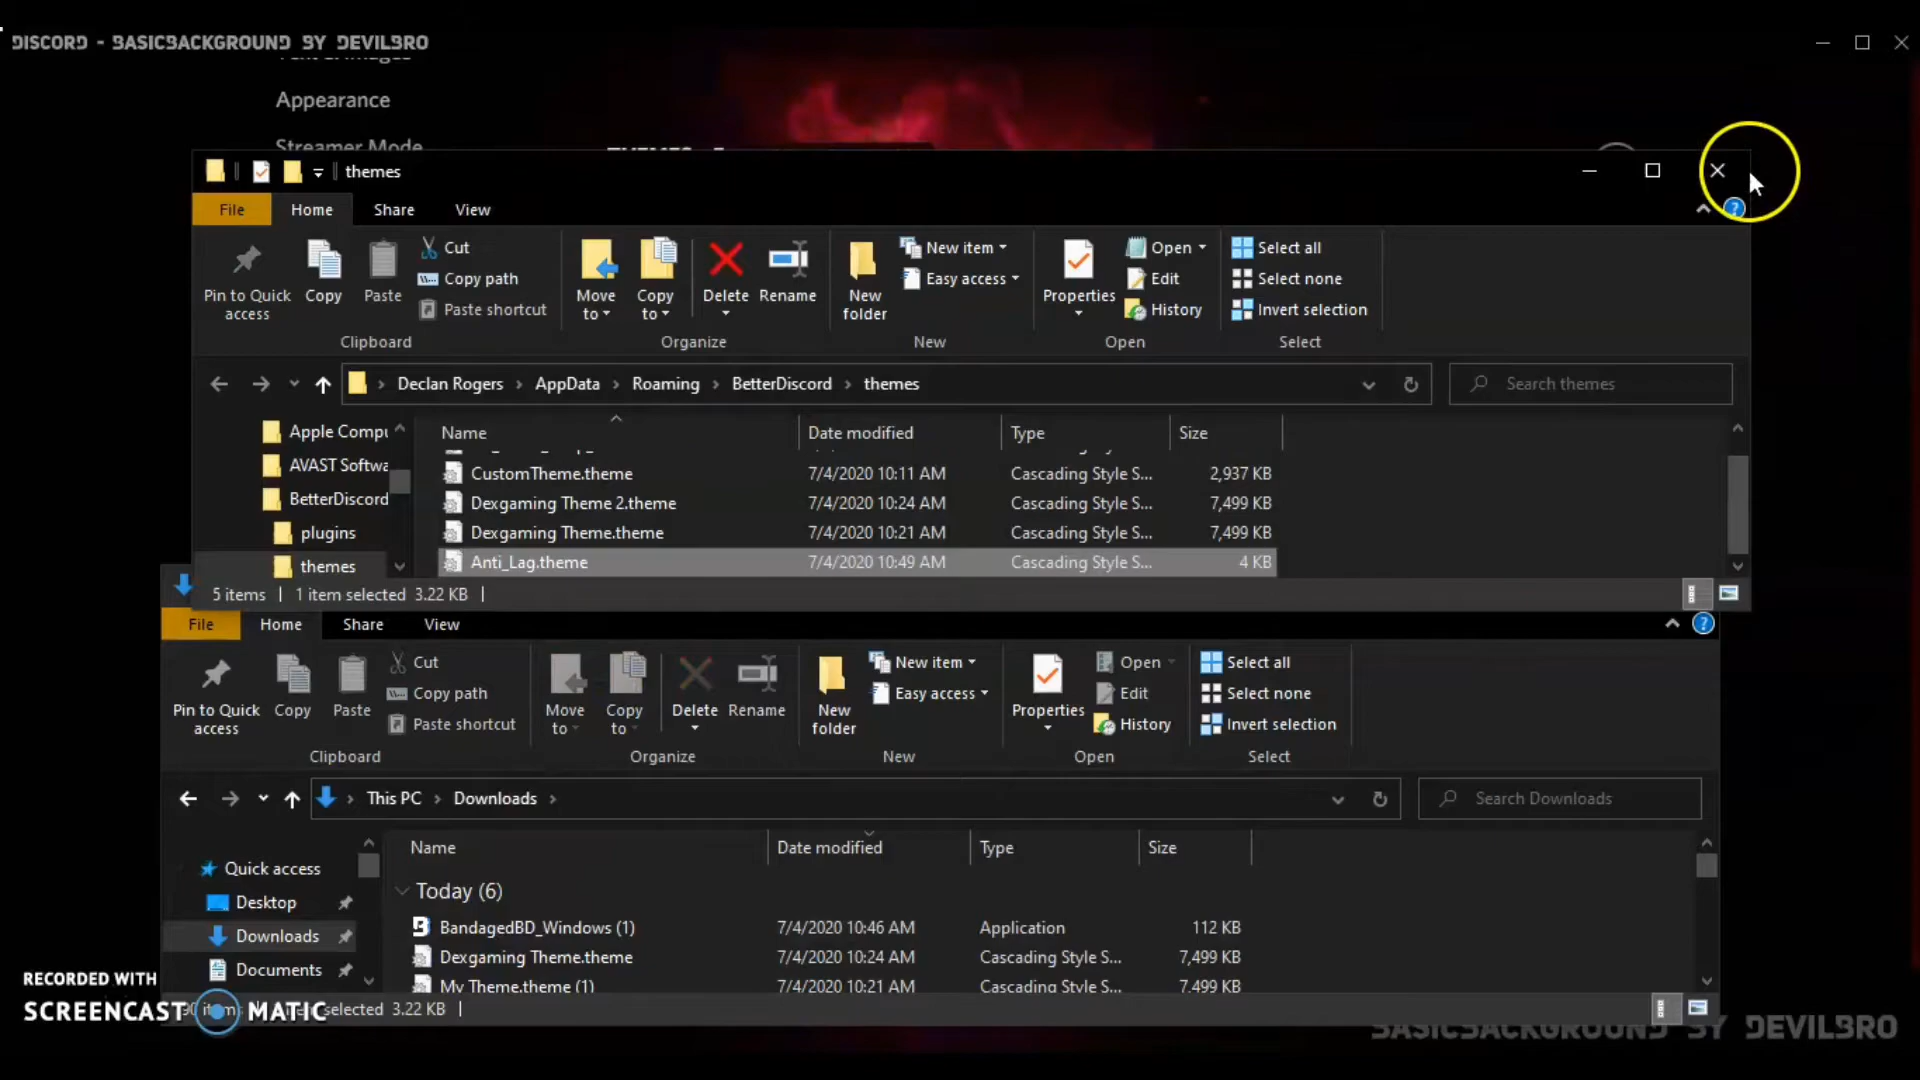 DISCORD - BASICBACKGROUND BY DEVILBRO
Appearance
Streamer Mode
themes
File Home Share View
Pin to Quick access
Copy
Paste
Cut
Copy path
Paste shortcut
Clipboard
Move to
Copy to
Delete
Rename
Organize
New folder
New item
Easy access
New
Properties
Open
Edit
History
Open
Select all
Select none
Invert selection
Select
Declan Rogers > AppData > Roaming > BetterDiscord > themes
Search themes
Apple Compu
AVAST Softwa
BetterDiscord
plugins
themes
Name Date modified Type Size
CustomTheme.theme 7/4/2020 10:11 AM Cascading Style S... 2,937 KB
Dexgaming Theme 2.theme 7/4/2020 10:24 AM Cascading Style S... 7,499 KB
Dexgaming Theme.theme 7/4/2020 10:21 AM Cascading Style S... 7,499 KB
Anti_Lag.theme 7/4/2020 10:49 AM Cascading Style S... 4 KB
5 items | 1 item selected 3.22 KB |
File Home Share View
Pin to Quick access
Copy
Paste
Cut
Copy path
Paste shortcut
Clipboard
Move to
Copy to
Delete
Rename
Organize
New folder
New item
Easy access
New
Properties
Open
Edit
History
Open
Select all
Select none
Invert selection
Select
This PC > Downloads >
Search Downloads
Quick access
Desktop
Downloads
Documents
Name Date modified Type Size
Today (6)
BandagedBD_Windows (1) 7/4/2020 10:46 AM Application 112 KB
Dexgaming Theme.theme 7/4/2020 10:24 AM Cascading Style S... 7,499 KB
My Theme.theme (1) 7/4/2020 10:21 AM Cascading Style S... 7,499 KB
selected 3.22 KB |
RECORDED WITH
SCREENCAST MATIC
BASICBACKGROUND BY DEVILBRO